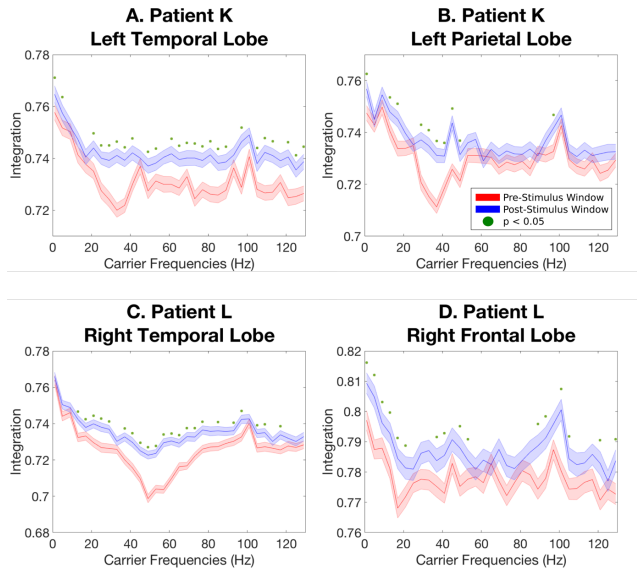 A. Patient K
Left Temporal Lobe
0.78
0.76
0.74
0.72
Integration
0 20 40 60 80 100 120
Carrier Frequencies (Hz)
B. Patient K
Left Parietal Lobe
0.76
0.74
0.72
0.7
Integration
Pre-Stimulus Window
Post-Stimulus Window
p < 0.05
0 20 40 60 80 100 120
Carrier Frequencies (Hz)
C. Patient L
Right Temporal Lobe
0.78
0.76
0.74
0.72
0.7
0.68
Integration
0 20 40 60 80 100 120
Carrier Frequencies (Hz)
D. Patient L
Right Frontal Lobe
0.82
0.81
0.8
0.79
0.78
0.77
0.76
Integration
0 20 40 60 80 100 120
Carrier Frequencies (Hz)